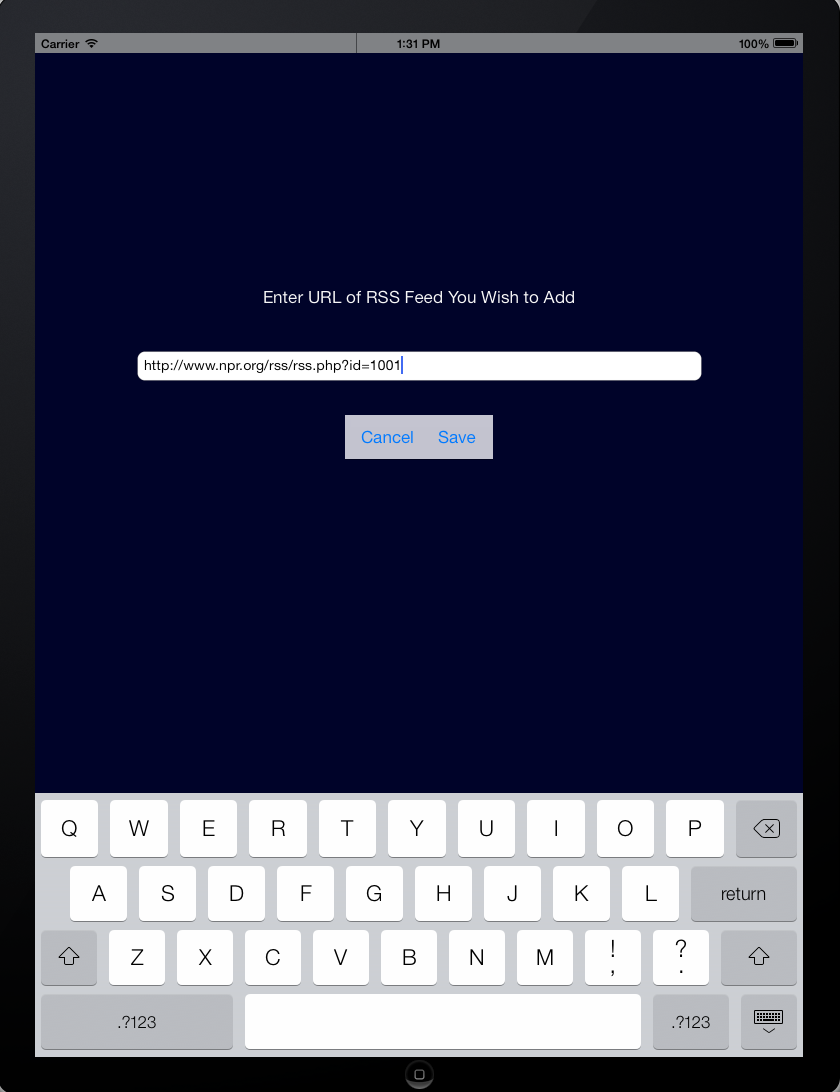 Carrier 1:31 PM 100%
Enter URL of RSS Feed You Wish to Add
http://www.npr.org/rss/rss.php?id=1001
Cancel Save
Q W E R T Y U I O P
A S D F G H J K L return
Z X C V B N M ! , ? .
.?123 .?123